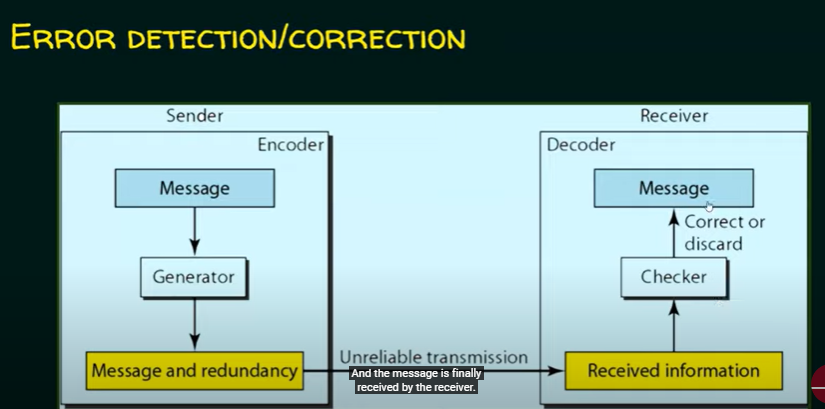 ERROR DETECTION/CORRECTION
Sender
Receiver
Encoder
Decoder
Message
Message
Correct or
discard
Generator
Checker
Unreliable transmission
Message and redundancy
Received information
And the message is finally
received by the receiver.